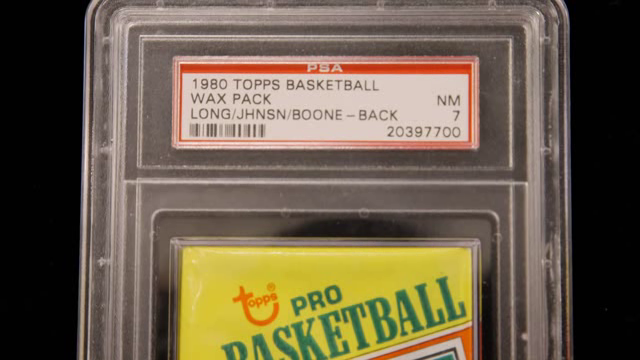 PSA
1980 TOPPS BASKETBALL
WAX PACK NM
LONG/JHNSN/BOONE-BACK 7
20397700
topps®
PRO
BASKETBALL